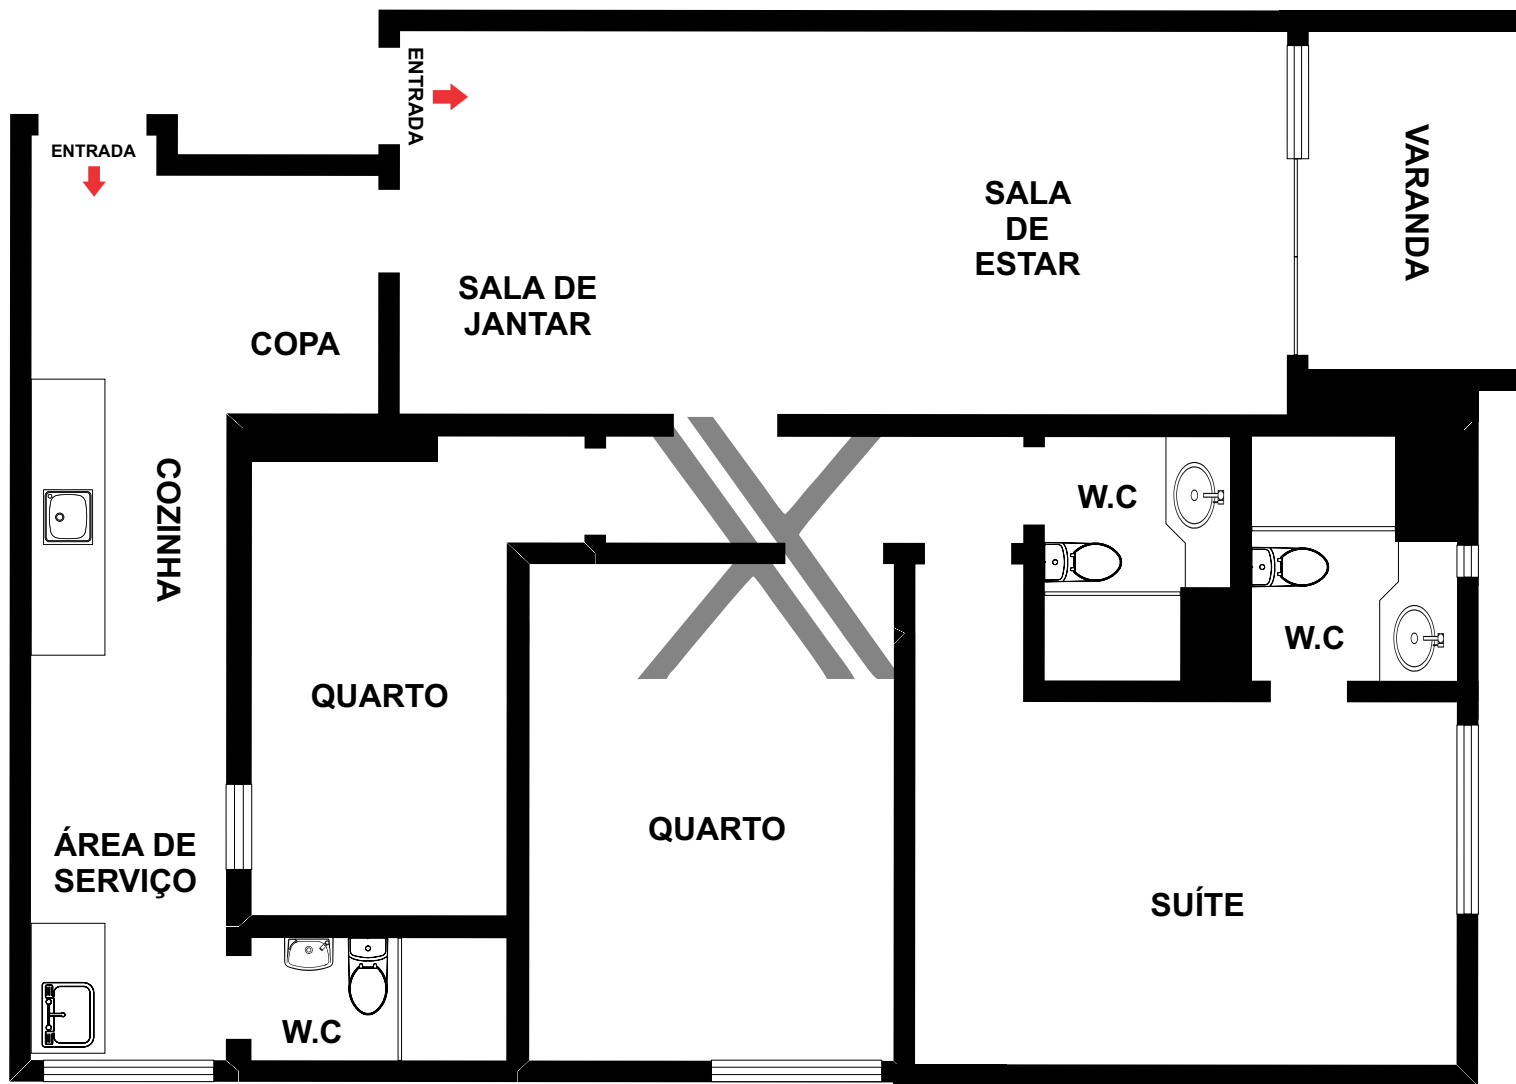 ENTRADA
ENTRADA
VARANDA
SALA
DE
ESTAR
SALA DE
JANTAR
COPA
COZINHA
W.C
W.C
QUARTO
QUARTO
ÁREA DE
SERVIÇO
SUÍTE
W.C